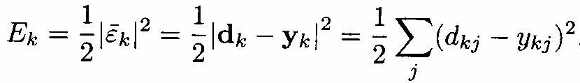 $E_k = \frac{1}{2}|\bar{\varepsilon}_k|^2 = \frac{1}{2}|\mathbf{d}_k - \mathbf{y}_k|^2 = \frac{1}{2}\sum_j (d_{kj} - y_{kj})^2.$